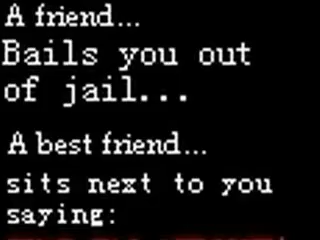 A friend...
Bails you out
of jail...
A best friend...
sits next to you
saying: